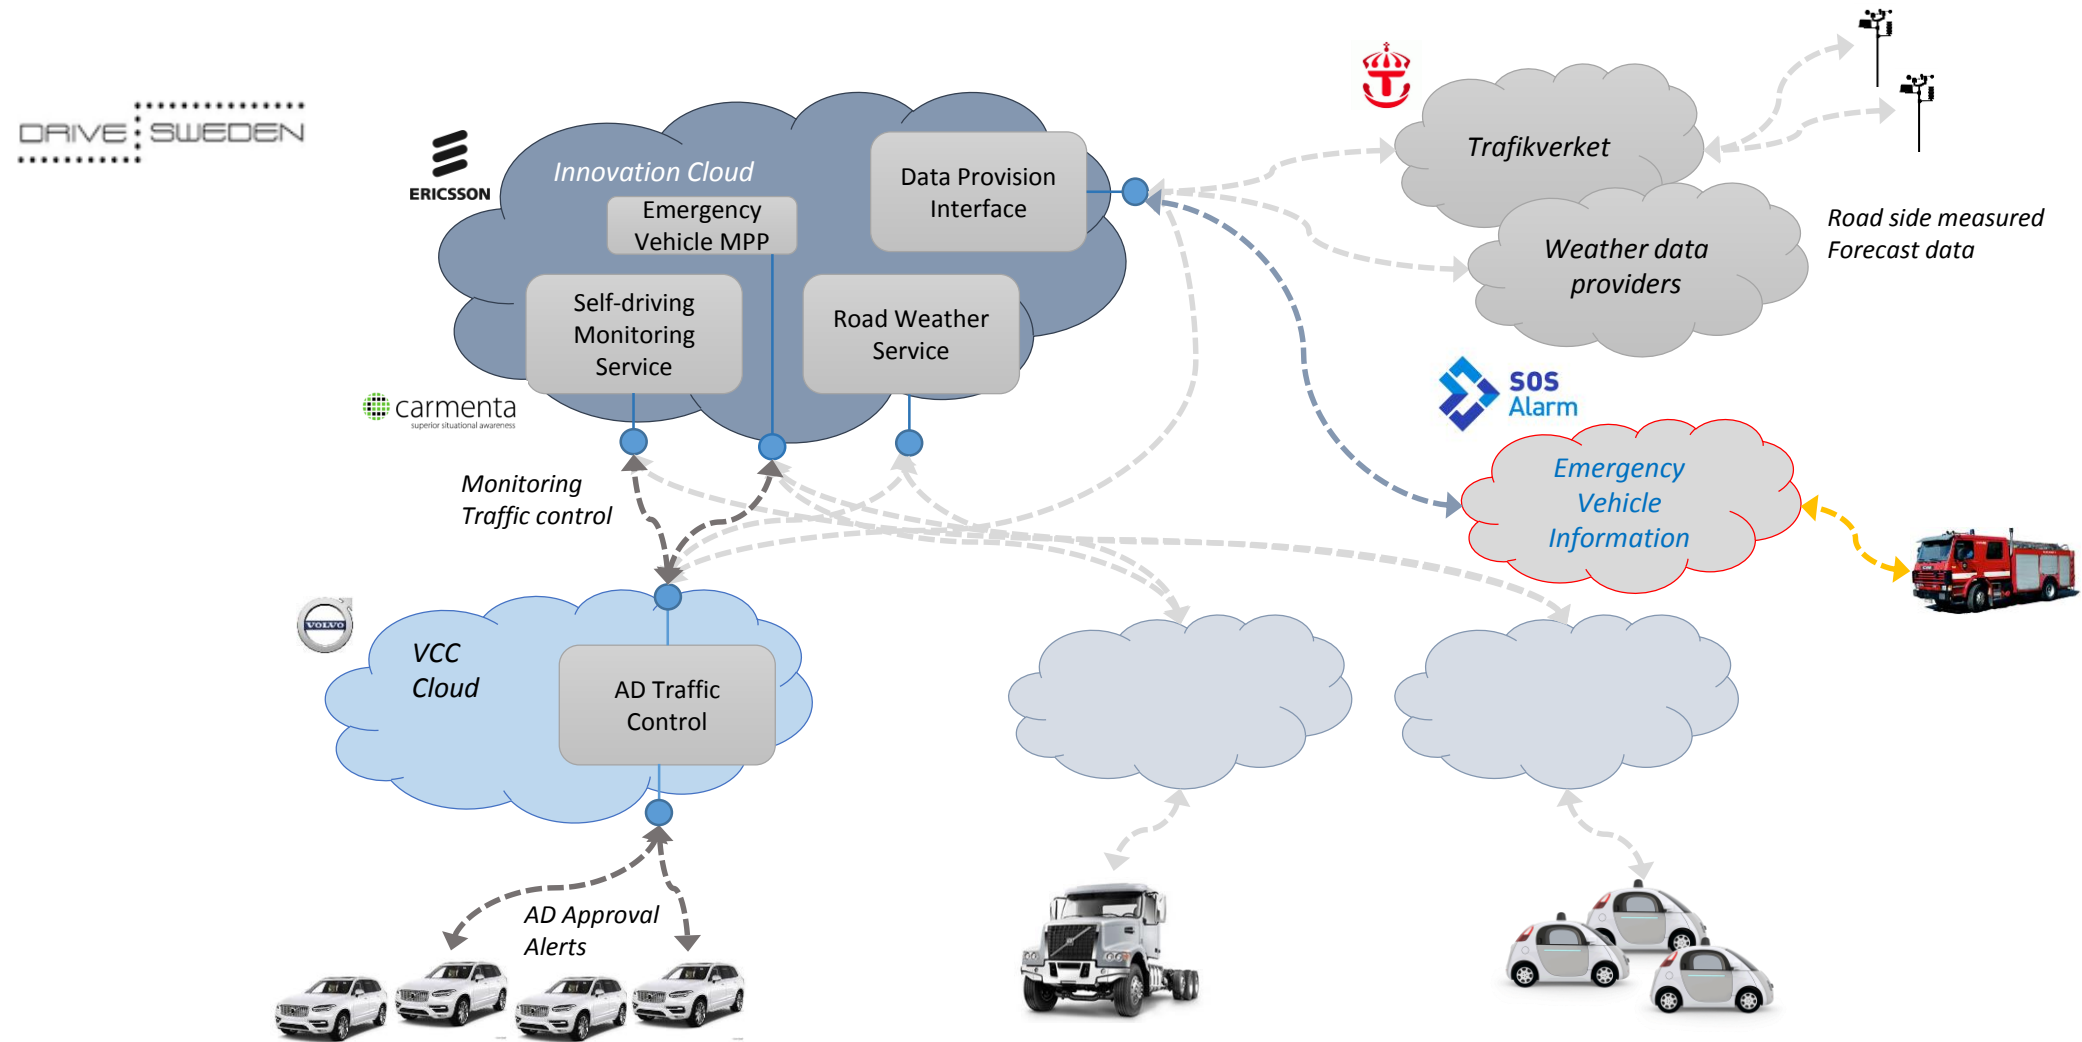 DRIVE SWEDEN
ERICSSON
Innovation Cloud
Emergency
Vehicle MPP
Data Provision
Interface
Self-driving
Monitoring
Service
Road Weather
Service
carmenta
superior situational awareness
Monitoring
Traffic control
Trafikverket
Weather data
providers
Road side measured
Forecast data
SOS
Alarm
Emergency
Vehicle
Information
VOLVO
VCC
Cloud
AD Traffic
Control
AD Approval
Alerts